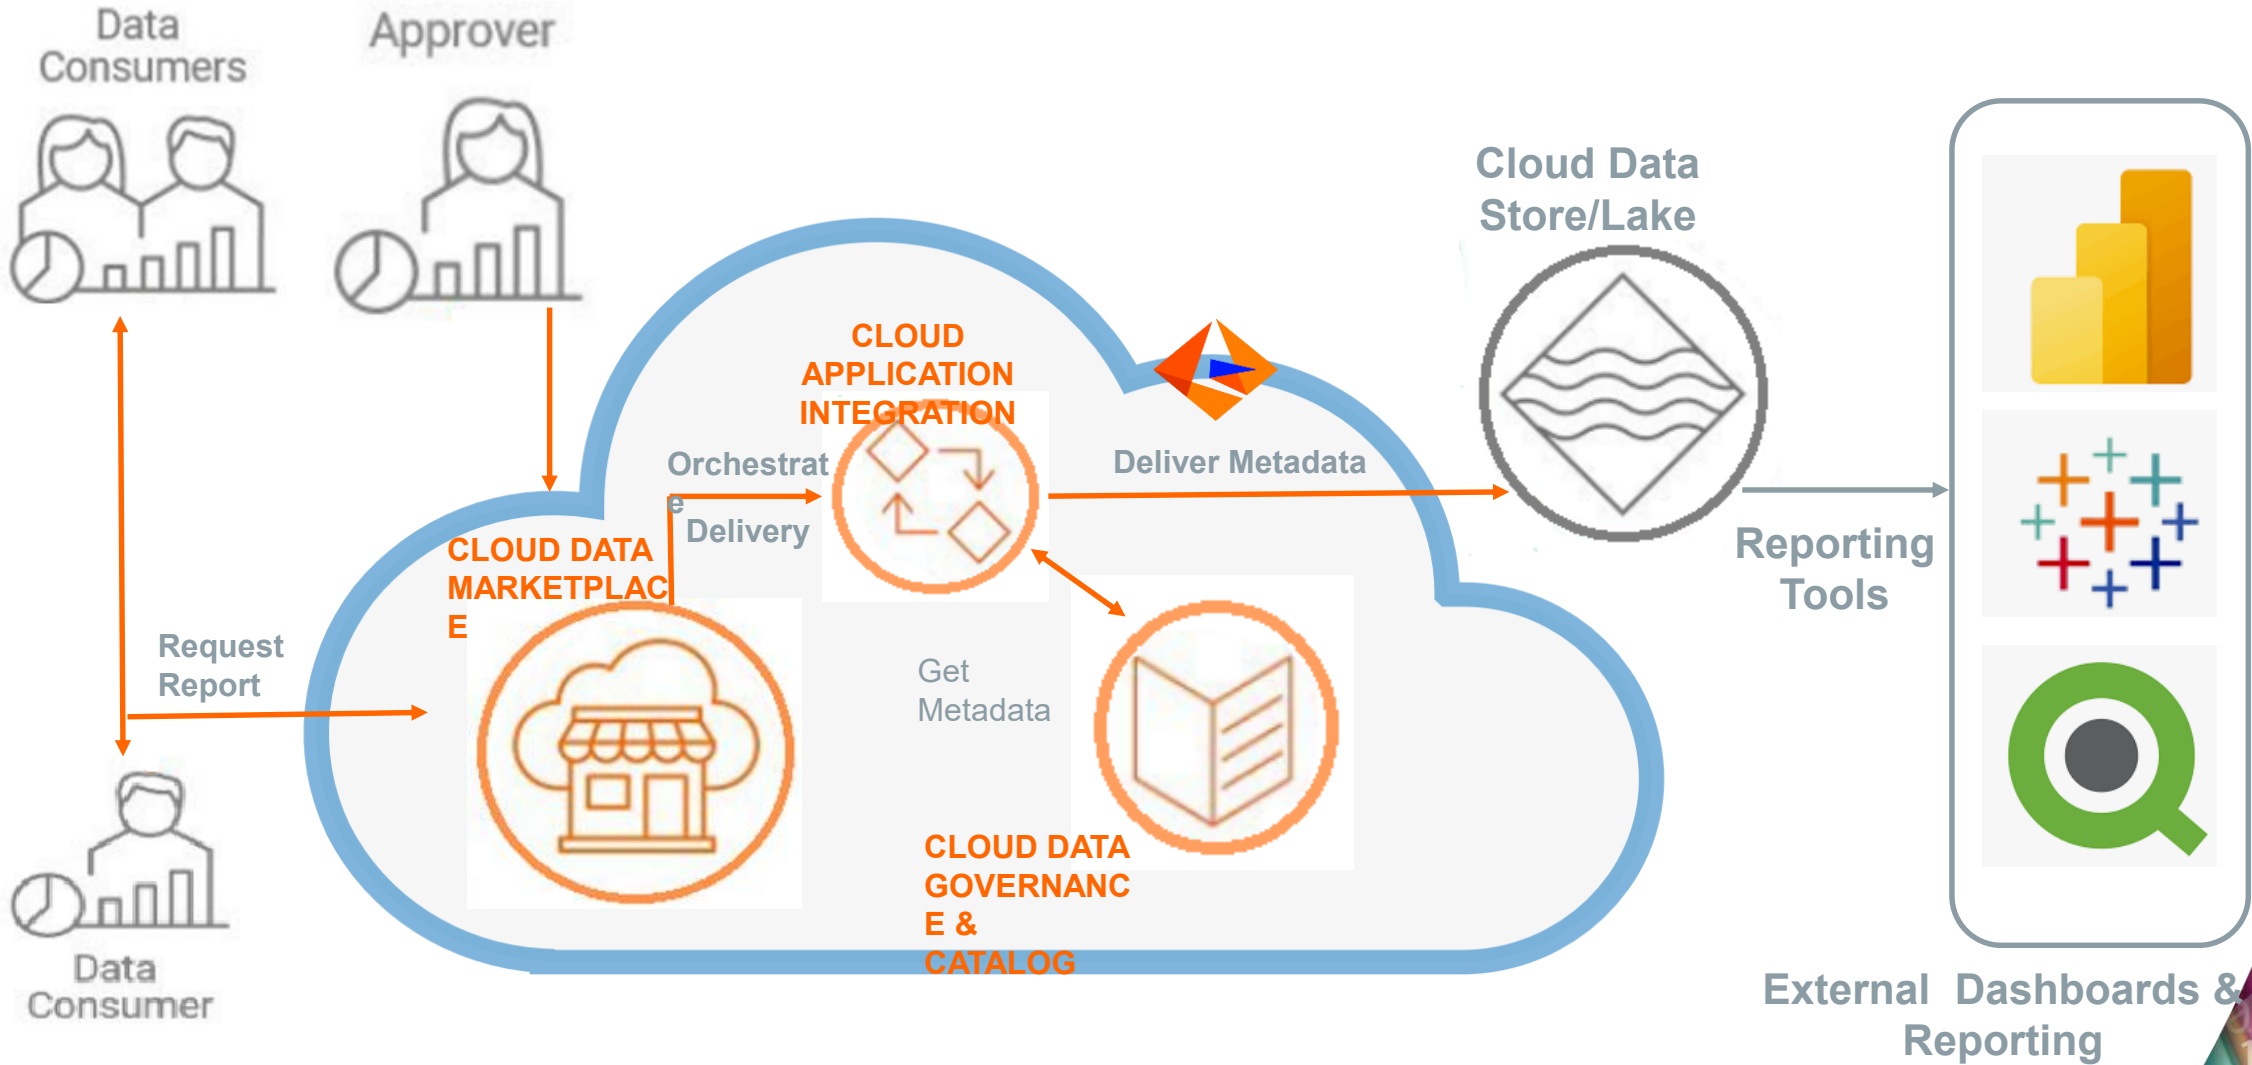 Data
Consumers
Approver
Cloud Data
Store/Lake
CLOUD
APPLICATION
INTEGRATION
Orchestrat
e
Delivery
Deliver Metadata
CLOUD DATA
MARKETPLAC
E
Reporting
Tools
Request
Report
Get
Metadata
CLOUD DATA
GOVERNANC
E &
CATALOG
Data
Consumer
External  Dashboards &
Reporting